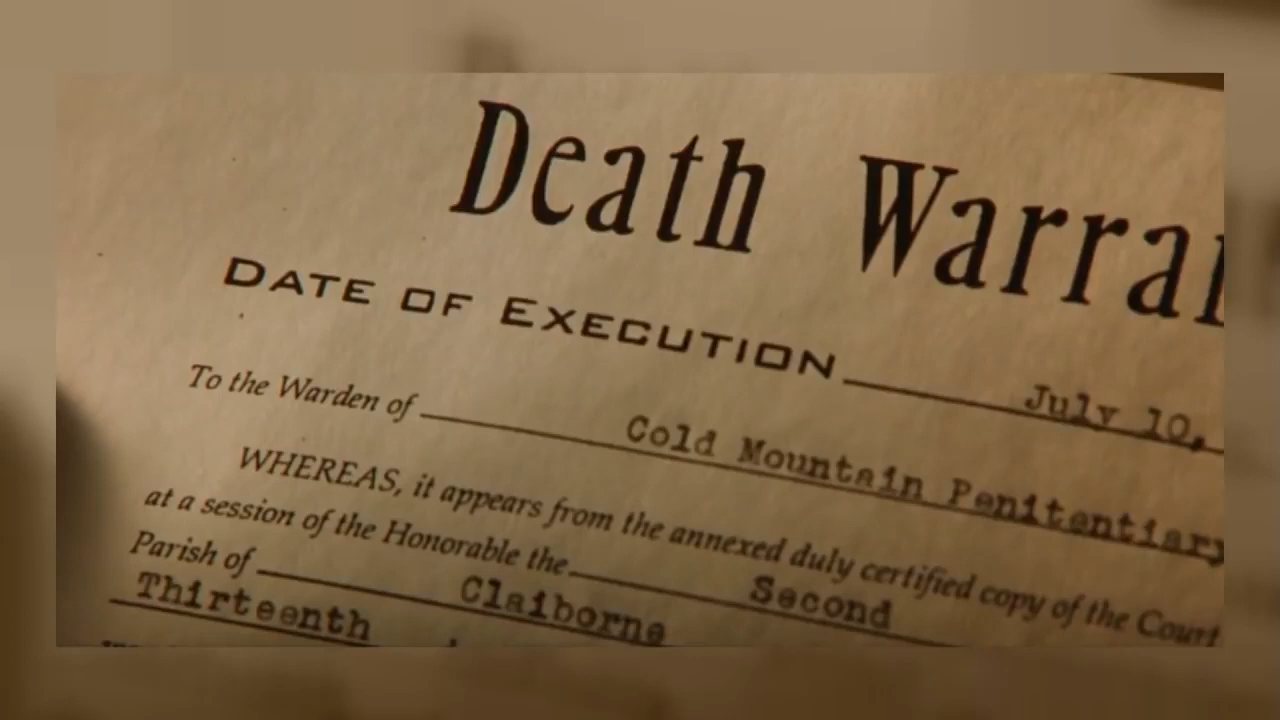 Death Warra
DATE OF EXECUTION July 10,
To the Warden of Cold Mountain Penitentiary
WHEREAS, it appears from the annexed duly certified copy of the Court
at a session of the Honorable the Second
Parish of Claiborne
Thirteenth